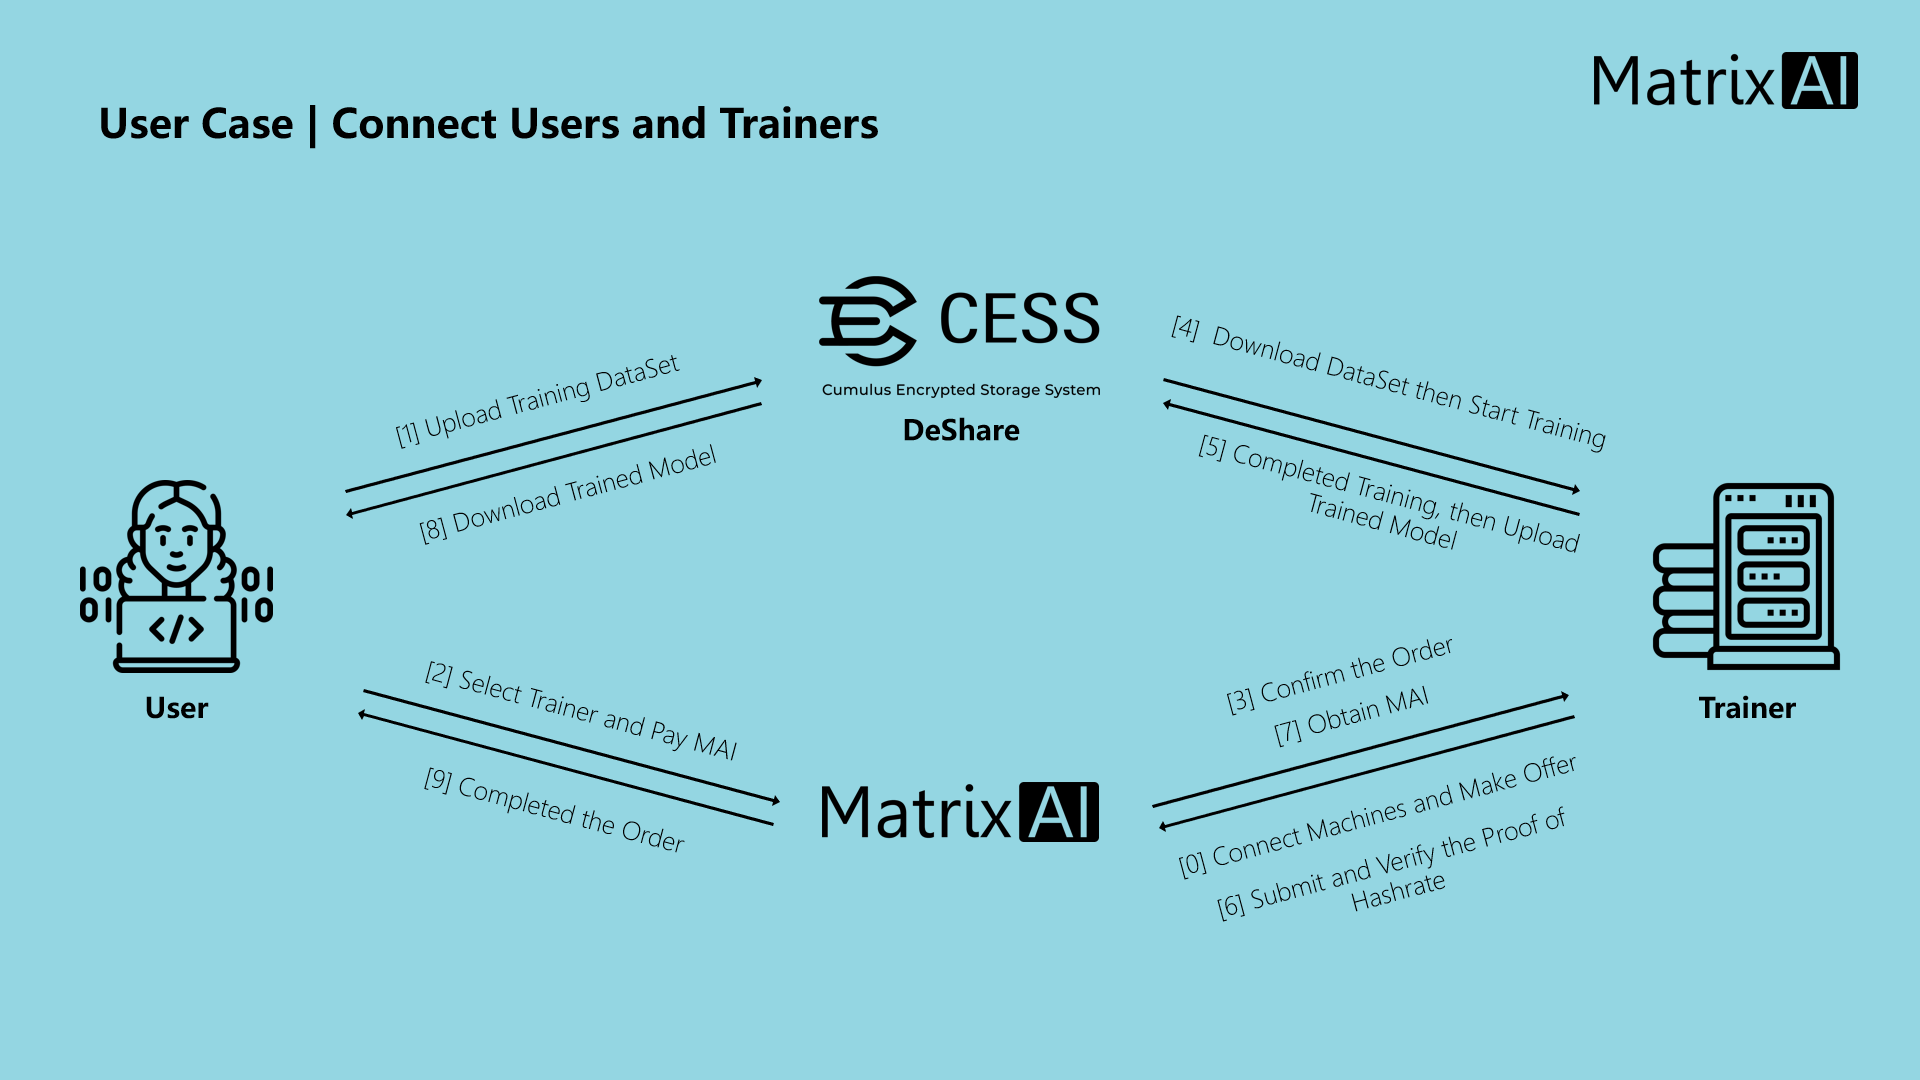 MatrixAI
User Case | Connect Users and Trainers
CESS
Cumulus Encrypted Storage System
DeShare
[1] Upload Training DataSet
[8] Download Trained Model
[4] Download DataSet then Start Training
[5] Completed Training, then Upload
Trained Model
10
01
01
10
</>
User
Trainer
[2] Select Trainer and Pay MAI
[9] Completed the Order
MatrixAI
[3] Confirm the Order
[7] Obtain MAI
[0] Connect Machines and Make Offer
[6] Submit and Verify the Proof of
Hashrate